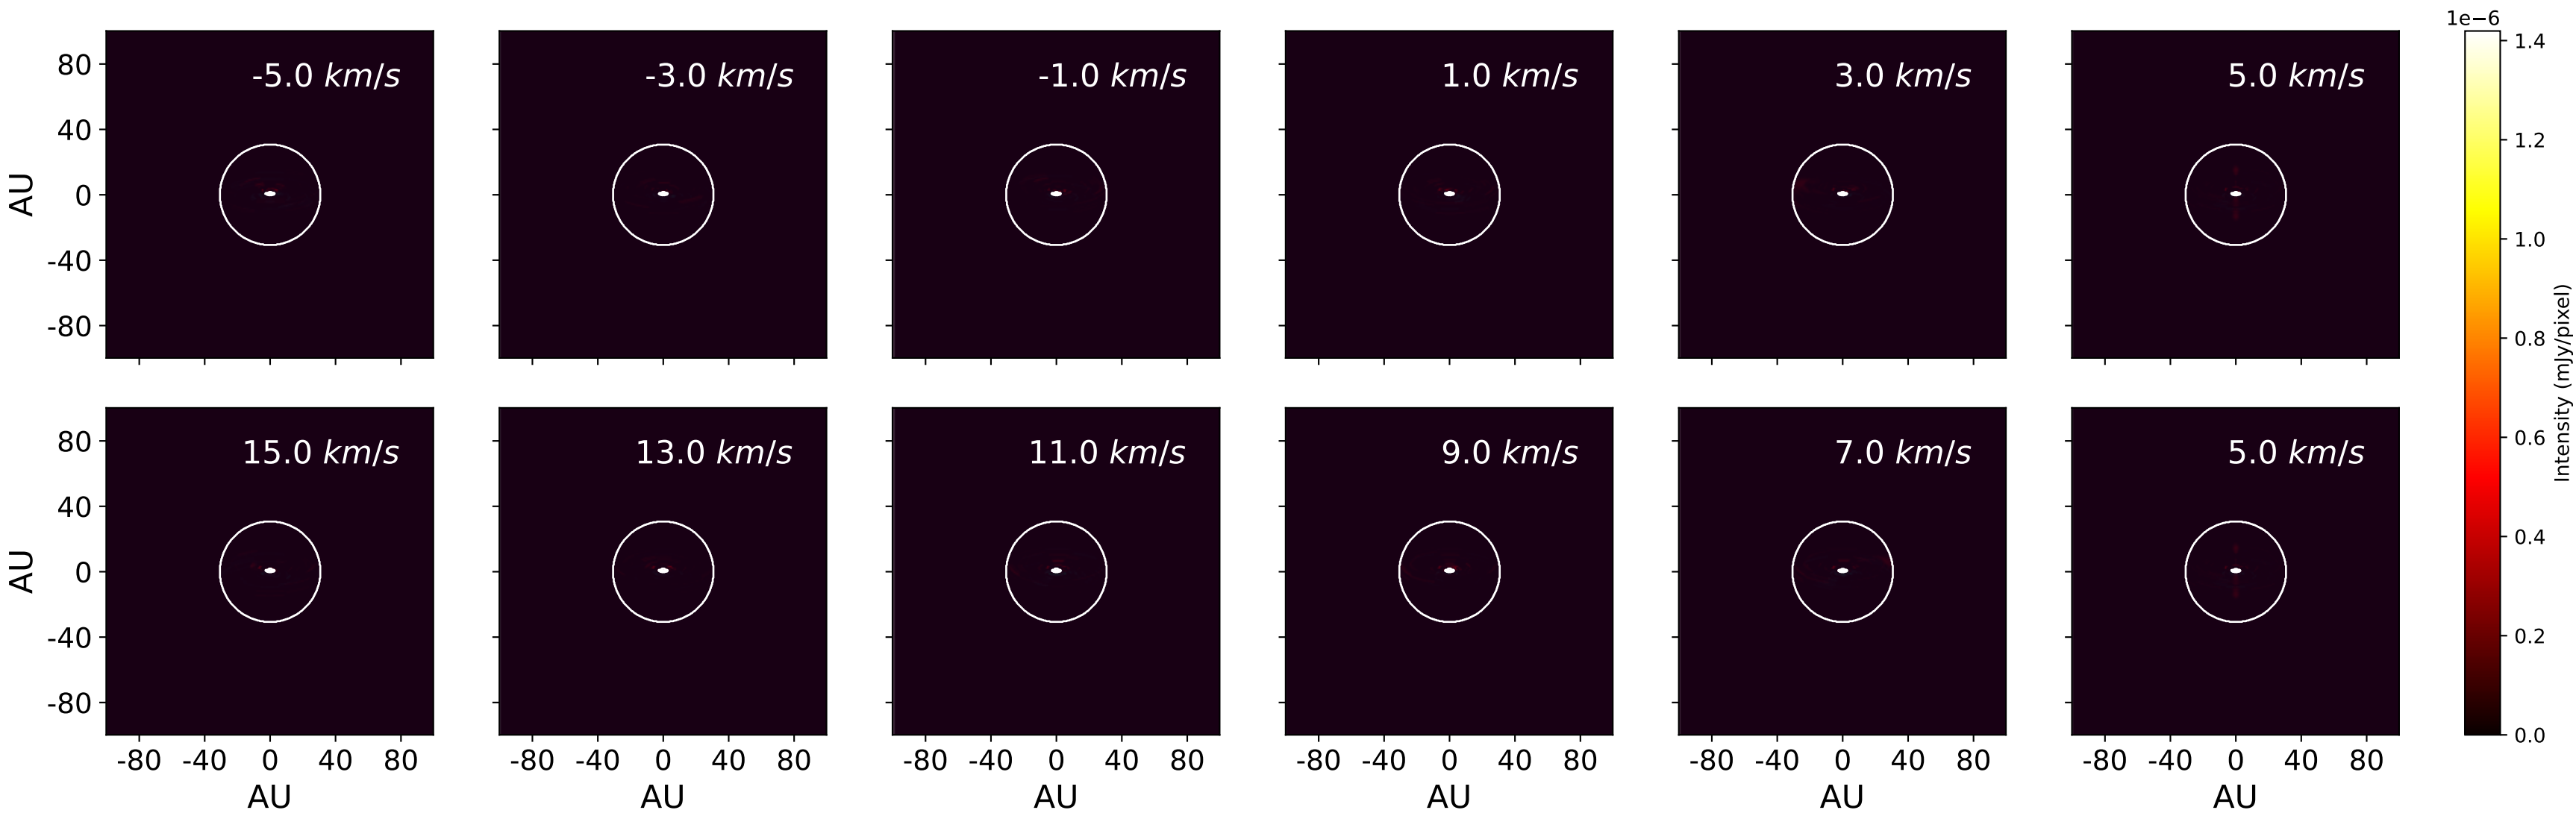 1e−6
-5.0 km/s -3.0 km/s -1.0 km/s 1.0 km/s 3.0 km/s 5.0 km/s
80
40
0
-40
-80
AU
15.0 km/s 13.0 km/s 11.0 km/s 9.0 km/s 7.0 km/s 5.0 km/s
80
40
0
-40
-80
AU
-80 -40 0 40 80 -80 -40 0 40 80 -80 -40 0 40 80 -80 -40 0 40 80 -80 -40 0 40 80 -80 -40 0 40 80
AU AU AU AU AU AU
1.4
1.2
1.0
0.8
0.6
0.4
0.2
0.0
Intensity (mJy/pixel)